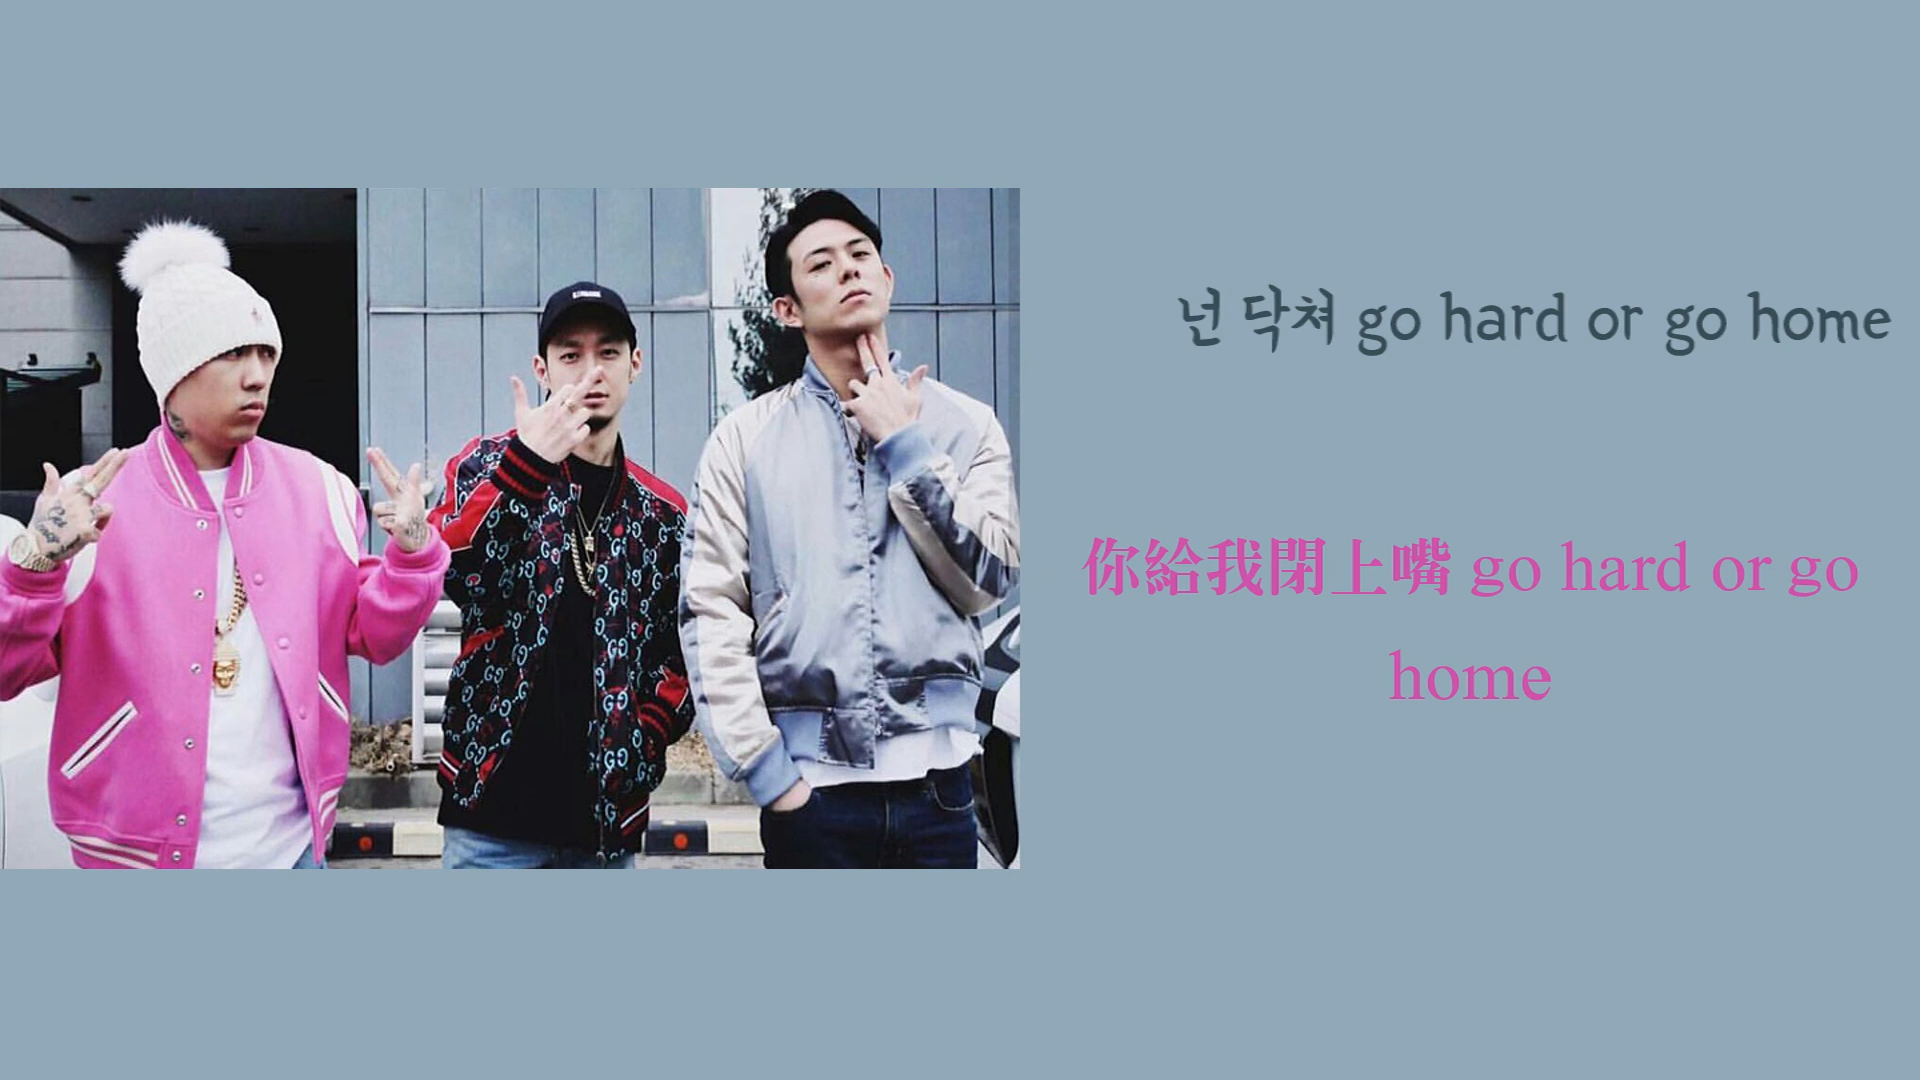 넌 닥쳐 go hard or go home
你給我閉上嘴 go hard or go
home